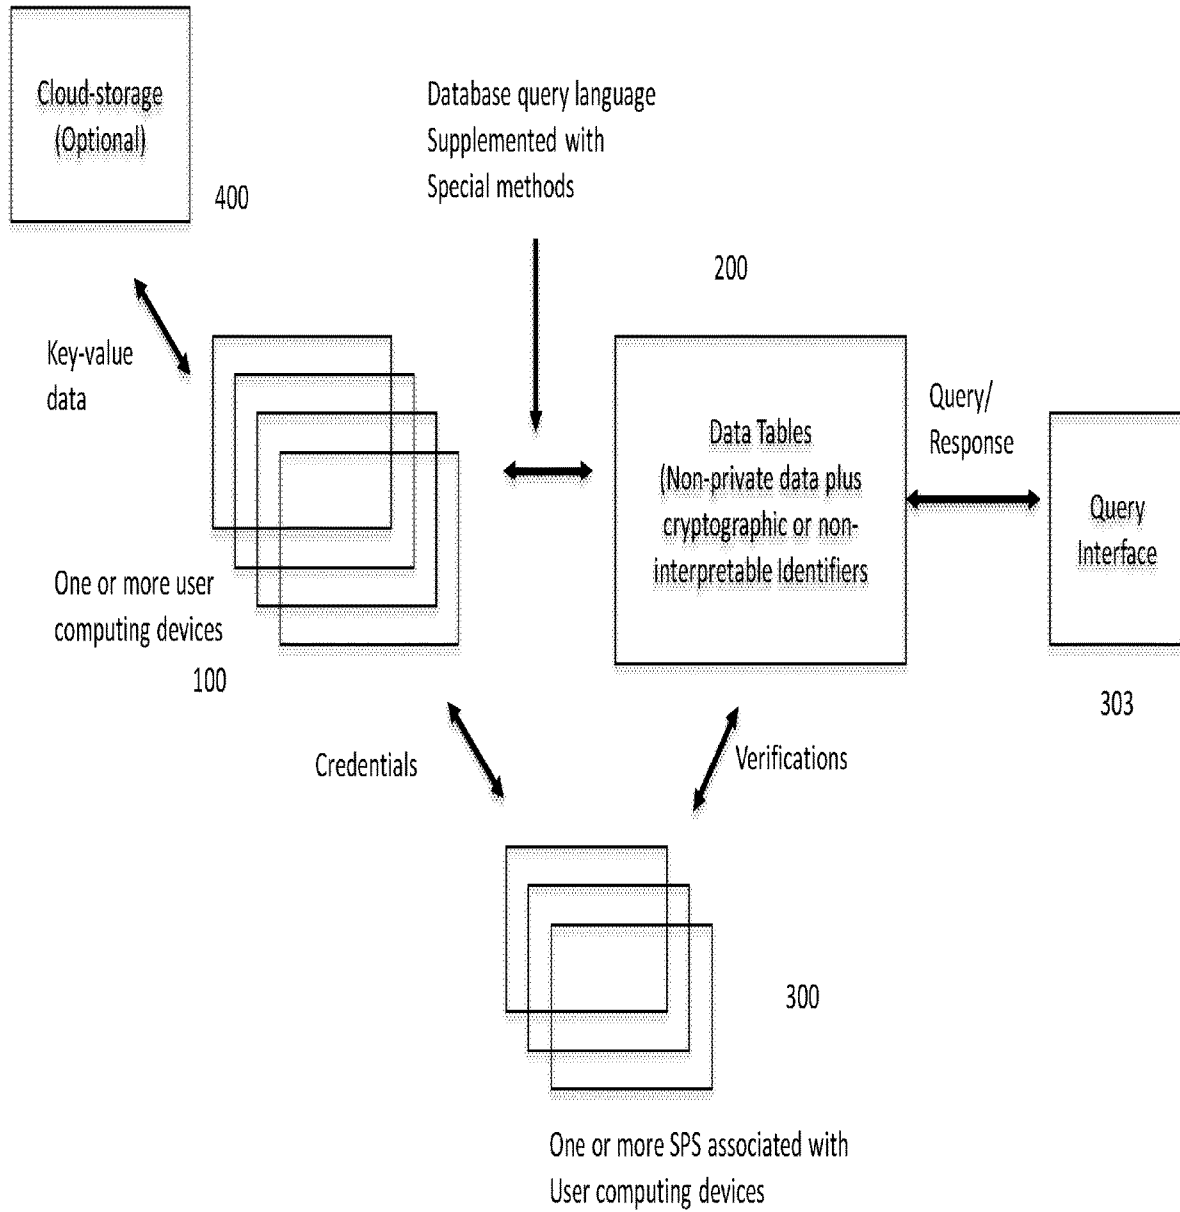 Cloud-storage
(Optional)
400
Database query language
Supplemented with
Special methods
200
Key-value
data
Data Tables
(Non-private data plus
cryptographic or non-
interpretable Identifiers
Query/
Response
Query
Interface
One or more user
computing devices
100
303
Credentials
Verifications
300
One or more SPS associated with
User computing devices